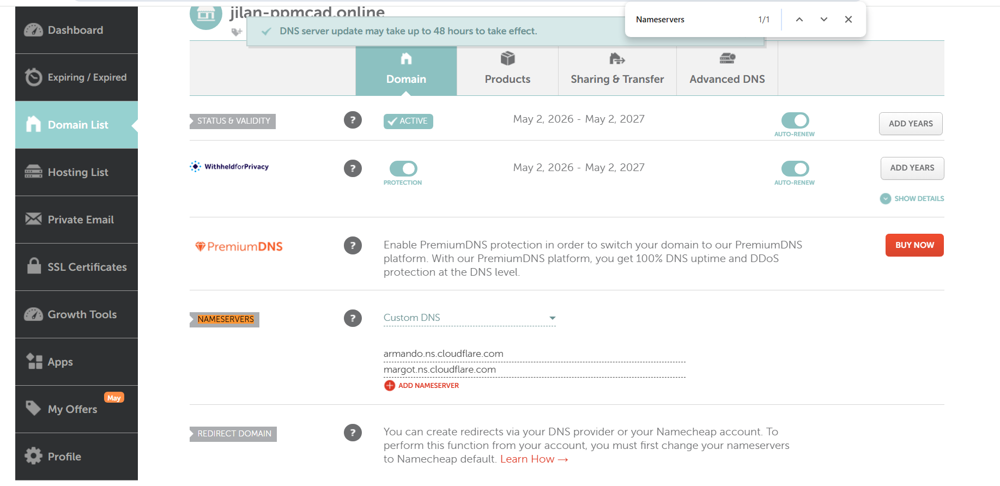 jilan-ppmcad.online
Nameservers 1/1
DNS server update may take up to 48 hours to take effect.
Dashboard
Expiring / Expired
Domain List
Hosting List
Private Email
SSL Certificates
Growth Tools
Apps
May
My Offers
Profile
Domain
Products
Sharing & Transfer
Advanced DNS
STATUS & VALIDITY
?
ACTIVE
May 2, 2026 - May 2, 2027
AUTO-RENEW
ADD YEARS
WithheldforPrivacy
?
PROTECTION
May 2, 2026 - May 2, 2027
AUTO-RENEW
ADD YEARS
SHOW DETAILS
PremiumDNS
?
Enable PremiumDNS protection in order to switch your domain to our PremiumDNS
platform. With our PremiumDNS platform, you get 100% DNS uptime and DDoS
protection at the DNS level.
BUY NOW
NAMESERVERS
?
Custom DNS
armando.ns.cloudflare.com
margot.ns.cloudflare.com
ADD NAMESERVER
REDIRECT DOMAIN
?
You can create redirects via your DNS provider or your Namecheap account. To
perform this function from your account, you must first change your nameservers
to Namecheap default. Learn How →